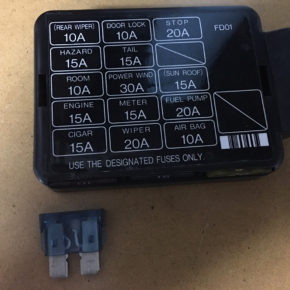 (REAR WIPER) DOOR LOCK STOP FD01
10A 10A 20A
HAZARD TAIL
15A 15A
ROOM POWER WIND (SUN ROOF)
10A 30A 15A
ENGINE METER FUEL PUMP
15A 15A 20A
CIGAR WIPER AIR BAG
15A 20A 10A
USE THE DESIGNATED FUSES ONLY.